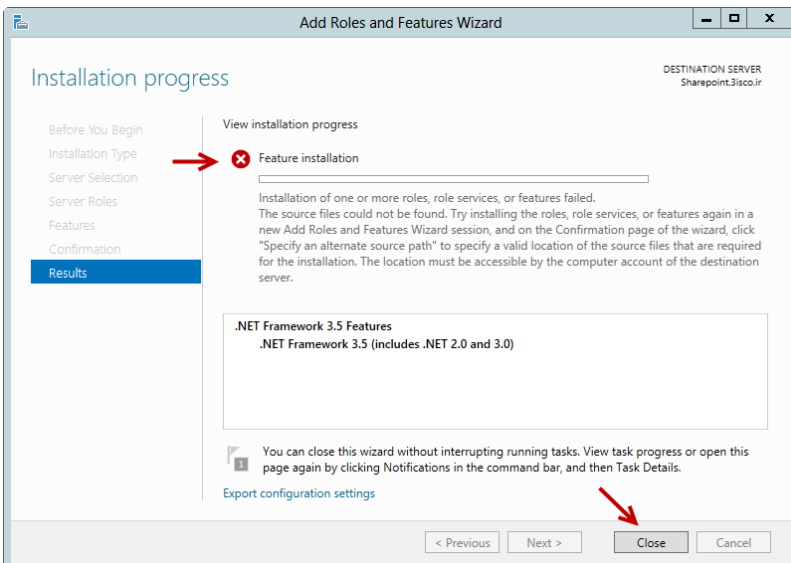 Add Roles and Features Wizard
Installation progress
DESTINATION SERVER
Sharepoint.3isco.ir
Before You Begin
Installation Type
Server Selection
Server Roles
Features
Confirmation
Results
View installation progress
Feature installation
Installation of one or more roles, role services, or features failed.
The source files could not be found. Try installing the roles, role services, or features again in a
new Add Roles and Features Wizard session, and on the Confirmation page of the wizard, click
"Specify an alternate source path" to specify a valid location of the source files that are required
for the installation. The location must be accessible by the computer account of the destination
server.
.NET Framework 3.5 Features
.NET Framework 3.5 (includes .NET 2.0 and 3.0)
1
You can close this wizard without interrupting running tasks. View task progress or open this
page again by clicking Notifications in the command bar, and then Task Details.
Export configuration settings
< Previous
Next >
Close
Cancel